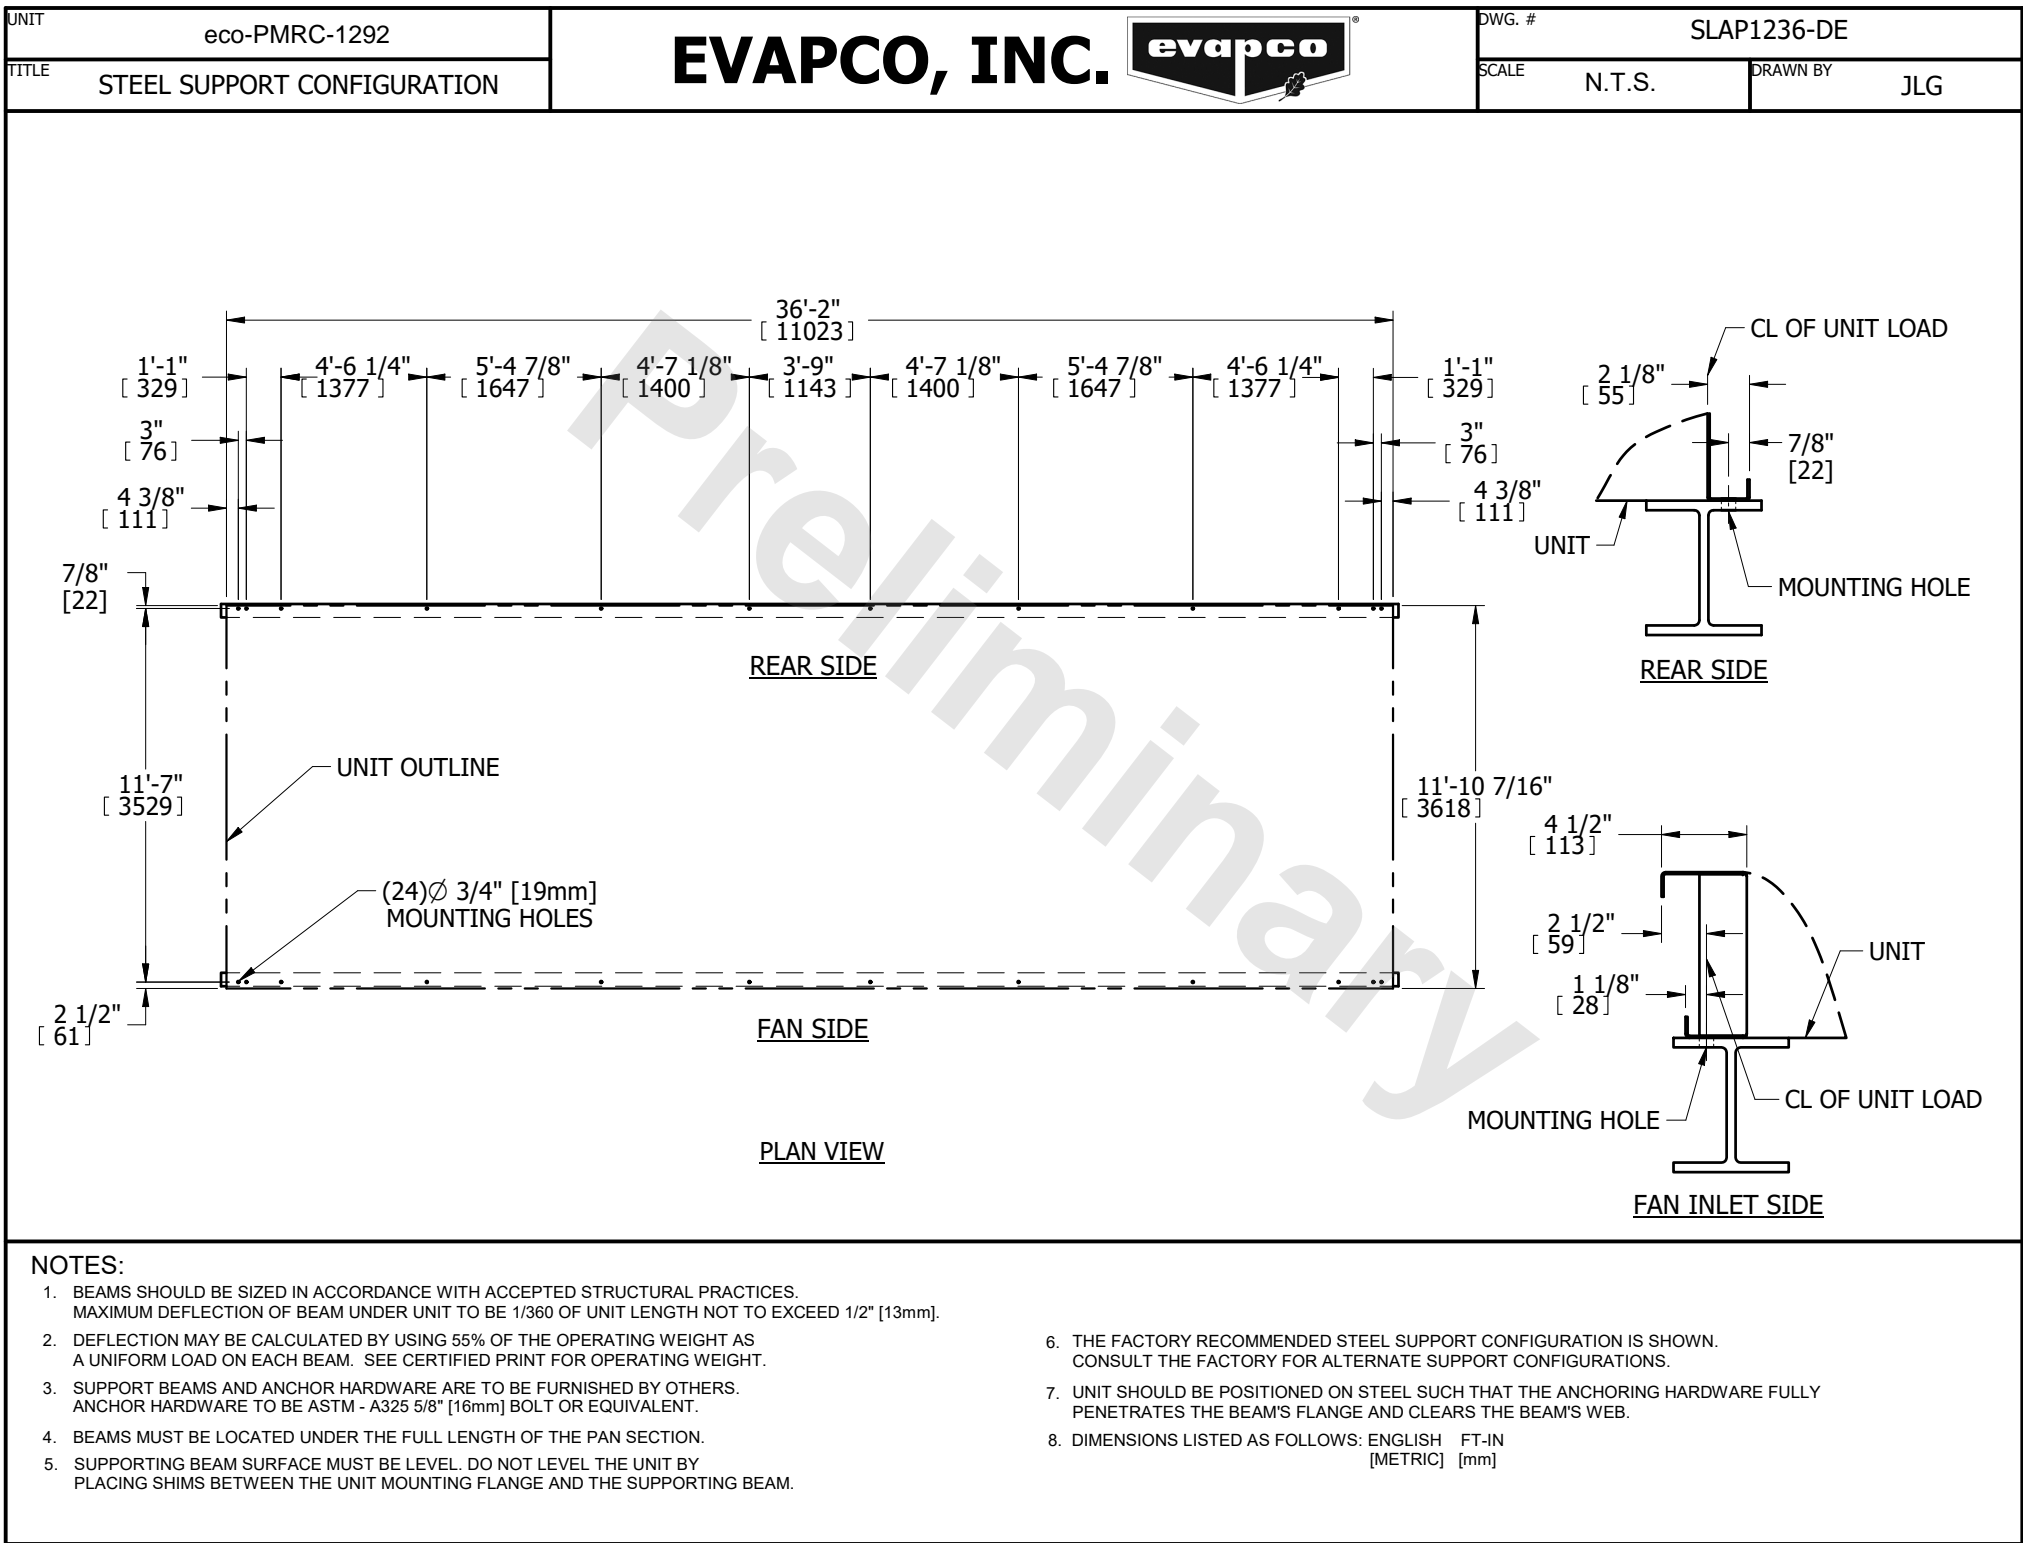 UNIT
eco-PMRC-1292
TITLE
STEEL SUPPORT CONFIGURATION
EVAPCO, INC.
evapco
®
DWG. #
SLAP1236-DE
SCALE
N.T.S.
DRAWN BY
JLG
36'-2"
[ 11023 ]
1'-1"
[ 329 ]
4'-6 1/4"
[ 1377 ]
5'-4 7/8"
[ 1647 ]
4'-7 1/8"
[ 1400 ]
3'-9"
[ 1143 ]
4'-7 1/8"
[ 1400 ]
5'-4 7/8"
[ 1647 ]
4'-6 1/4"
[ 1377 ]
1'-1"
[ 329 ]
3"
[ 76 ]
3"
[ 76 ]
4 3/8"
[ 111 ]
4 3/8"
[ 111 ]
7/8"
[22]
REAR SIDE
UNIT OUTLINE
11'-7"
[ 3529 ]
11'-10 7/16"
[ 3618 ]
(24)Ø 3/4" [19mm]
MOUNTING HOLES
2 1/2"
[ 61 ]
FAN SIDE
PLAN VIEW
Preliminary
CL OF UNIT LOAD
2 1/8"
[ 55 ]
7/8"
[22]
UNIT
MOUNTING HOLE
REAR SIDE
4 1/2"
[ 113 ]
2 1/2"
[ 59 ]
UNIT
1 1/8"
[ 28 ]
CL OF UNIT LOAD
MOUNTING HOLE
FAN INLET SIDE
NOTES:
1. BEAMS SHOULD BE SIZED IN ACCORDANCE WITH ACCEPTED STRUCTURAL PRACTICES.
MAXIMUM DEFLECTION OF BEAM UNDER UNIT TO BE 1/360 OF UNIT LENGTH NOT TO EXCEED 1/2" [13mm].
2. DEFLECTION MAY BE CALCULATED BY USING 55% OF THE OPERATING WEIGHT AS
A UNIFORM LOAD ON EACH BEAM. SEE CERTIFIED PRINT FOR OPERATING WEIGHT.
3. SUPPORT BEAMS AND ANCHOR HARDWARE ARE TO BE FURNISHED BY OTHERS.
ANCHOR HARDWARE TO BE ASTM - A325 5/8" [16mm] BOLT OR EQUIVALENT.
4. BEAMS MUST BE LOCATED UNDER THE FULL LENGTH OF THE PAN SECTION.
5. SUPPORTING BEAM SURFACE MUST BE LEVEL. DO NOT LEVEL THE UNIT BY
PLACING SHIMS BETWEEN THE UNIT MOUNTING FLANGE AND THE SUPPORTING BEAM.
6. THE FACTORY RECOMMENDED STEEL SUPPORT CONFIGURATION IS SHOWN.
CONSULT THE FACTORY FOR ALTERNATE SUPPORT CONFIGURATIONS.
7. UNIT SHOULD BE POSITIONED ON STEEL SUCH THAT THE ANCHORING HARDWARE FULLY
PENETRATES THE BEAM'S FLANGE AND CLEARS THE BEAM'S WEB.
8. DIMENSIONS LISTED AS FOLLOWS: ENGLISH FT-IN
[METRIC] [mm]